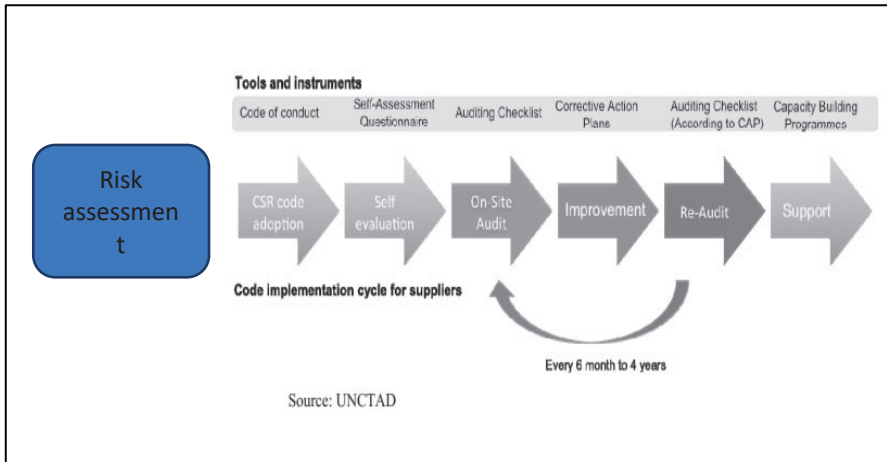 Tools and instruments
Code of conduct
Self-Assessment
Questionnaire
Auditing Checklist
Corrective Action
Plans
Auditing Checklist
(According to CAP)
Capacity Building
Programmes
Risk
assessmen
t
CSR code
adoption
Self
evaluation
On-Site
Audit
Improvement
Re-Audit
Support
Code implementation cycle for suppliers
Every 6 month to 4 years
Source: UNCTAD